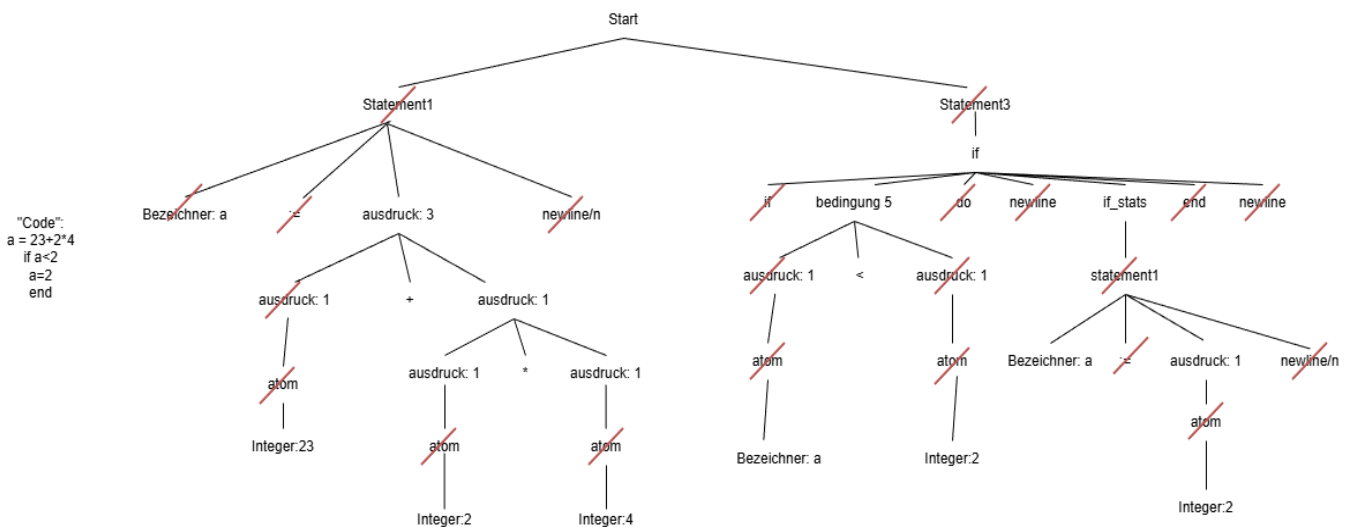 Start
Statement1 Statement3
if
Bezeichner: a := ausdruck: 3 newline/n if bedingung 5 do newline if_stats end newline
"Code":
a = 23+2*4
if a<2
a=2
end
ausdruck: 1 < ausdruck: 1 statement1
ausdruck: 1 + ausdruck: 1
atom atom Bezeichner: a := ausdruck: 1 newline/n
ausdruck: 1 * ausdruck: 1
atom
atom
Integer:23 atom atom
Bezeichner: a Integer:2
Integer:2
Integer:2 Integer:4